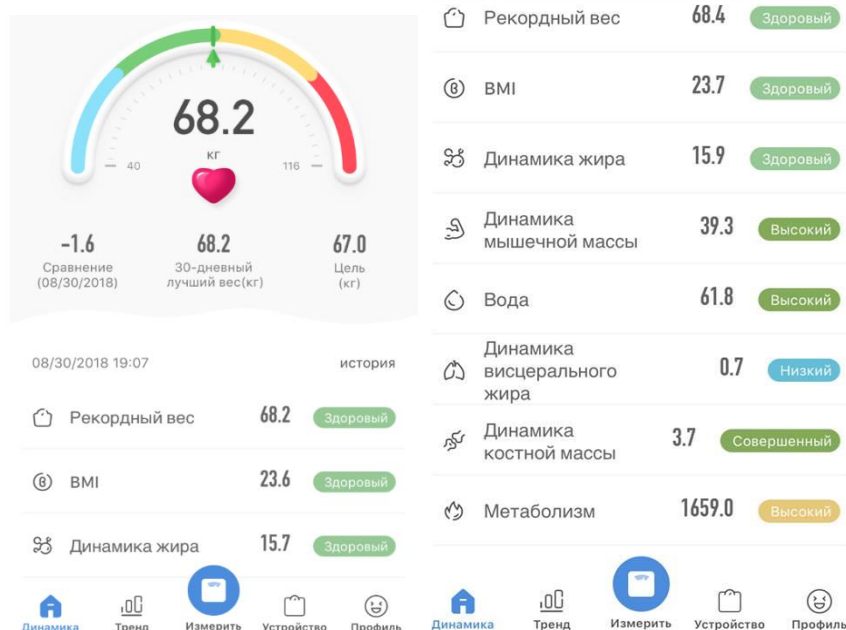 68.2
кг
40
116
-1.6
68.2
67.0
Сравнение
(08/30/2018)
30-дневный
лучший вес(кг)
Цель
(кг)
08/30/2018 19:07
история
Рекордный вес
68.2
Здоровый
BMI
23.6
Здоровый
Динамика жира
15.7
Здоровый
Динамика
Тренд
Измерить
Устройство
Профиль
Рекордный вес
68.4
Здоровый
BMI
23.7
Здоровый
Динамика жира
15.9
Здоровый
Динамика
мышечной массы
39.3
Высокий
Вода
61.8
Высокий
Динамика
висцерального
жира
0.7
Низкий
Динамика
костной массы
3.7
Совершенный
Метаболизм
1659.0
Высокий
Динамика
Тренд
Измерить
Устройство
Профиль